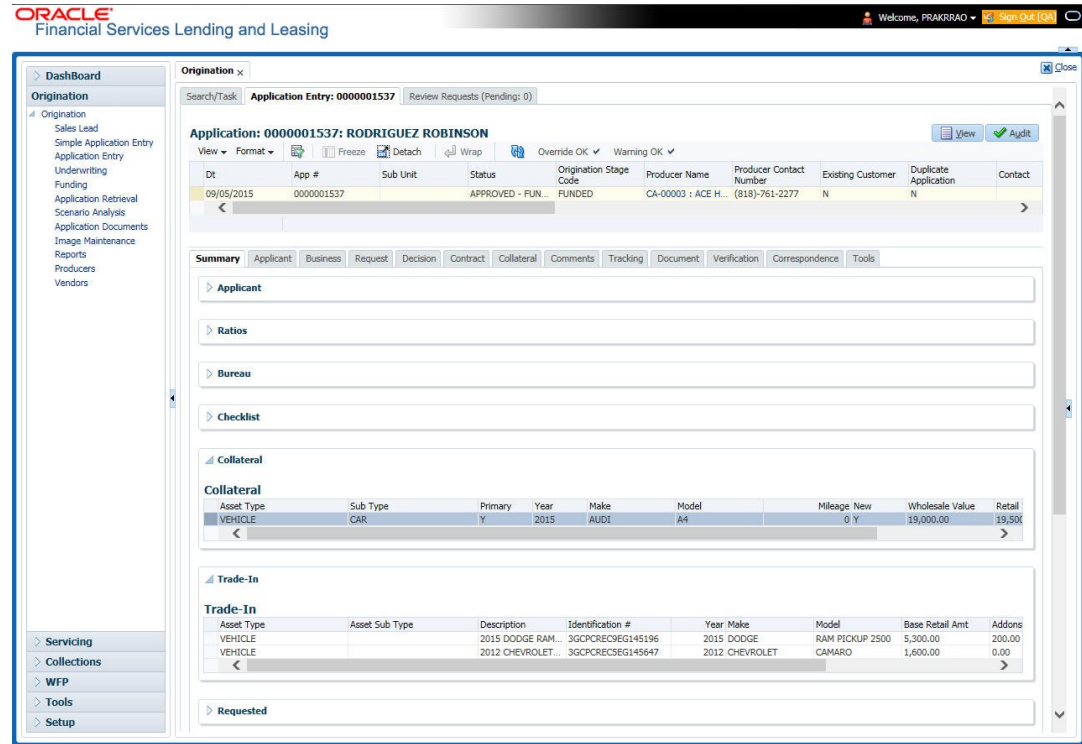 ORACLE
Financial Services Lending and Leasing
Welcome, PRAKRRAO
Sign Out [QA]
Close
DashBoard
Origination
Origination
Sales Lead
Simple Application Entry
Application Entry
Underwriting
Funding
Application Retrieval
Scenario Analysis
Application Documents
Image Maintenance
Reports
Producers
Vendors
Servicing
Collections
WFP
Tools
Setup
Origination x
Search/Task Application Entry: 0000001537 Review Requests (Pending: 0)
Application: 0000001537: RODRIGUEZ ROBINSON
View Audit
View Format Freeze Detach Wrap Override OK Warning OK
Dt App # Sub Unit Status Origination Stage Code Producer Name Producer Contact Number Existing Customer Duplicate Application Contact
09/05/2015 0000001537 APPROVED - FUN... FUNDED CA-00003 : ACE H... (818)-761-2277 N N
Summary Applicant Business Request Decision Contract Collateral Comments Tracking Document Verification Correspondence Tools
Applicant
Ratios
Bureau
Checklist
Collateral
Collateral
Asset Type Sub Type Primary Year Make Model Mileage New Wholesale Value Retail
VEHICLE CAR Y 2015 AUDI A4 0 Y 19,000.00 19,500
Trade-In
Trade-In
Asset Type Asset Sub Type Description Identification # Year Make Model Base Retail Amt Addons
VEHICLE 2015 DODGE RAM... 3GCPCREC9EG145196 2015 DODGE RAM PICKUP 2500 5,300.00 200.00
VEHICLE 2012 CHEVROLET... 3GCPCREC5EG145647 2012 CHEVROLET CAMARO 1,600.00 0.00
Requested